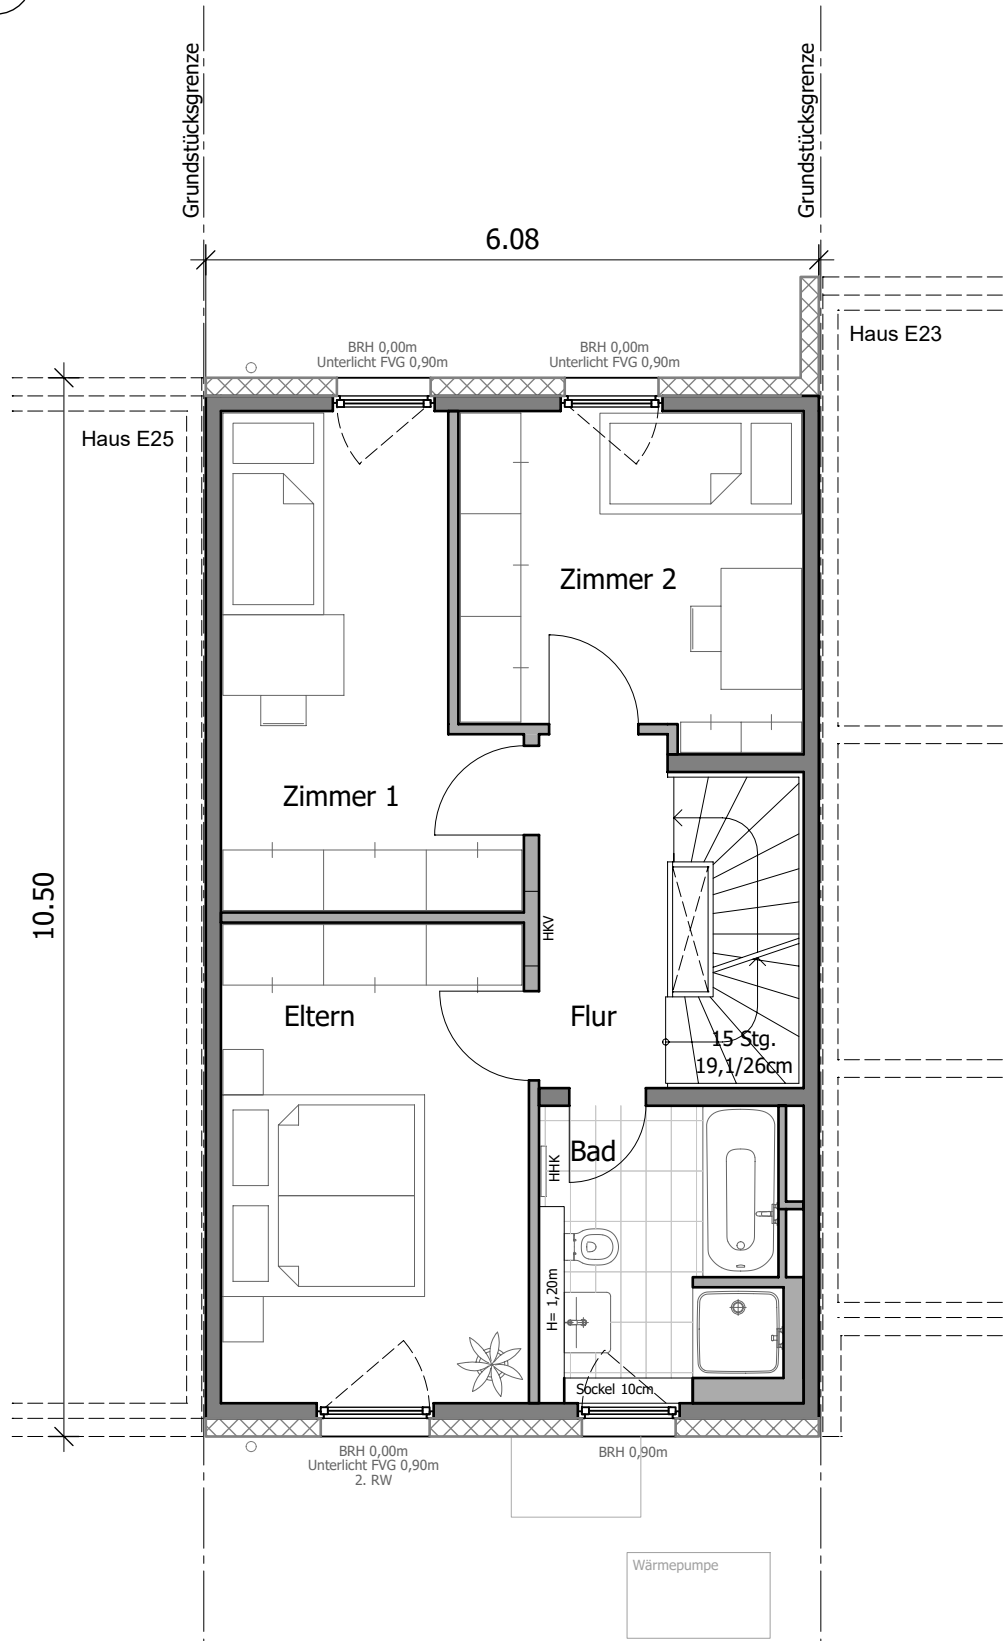 Grundstücksgrenze
Grundstücksgrenze
6.08
Haus E23
BRH 0,00m
Unterlicht FVG 0,90m
BRH 0,00m
Unterlicht FVG 0,90m
Haus E25
Zimmer 2
Zimmer 1
10.50
HKV
Eltern
Flur
15 Stg.
19,1/26cm
Bad
HHK
H= 1,20m
Sockel 10cm
BRH 0,00m
Unterlicht FVG 0,90m
2. RW
BRH 0,90m
Wärmepumpe